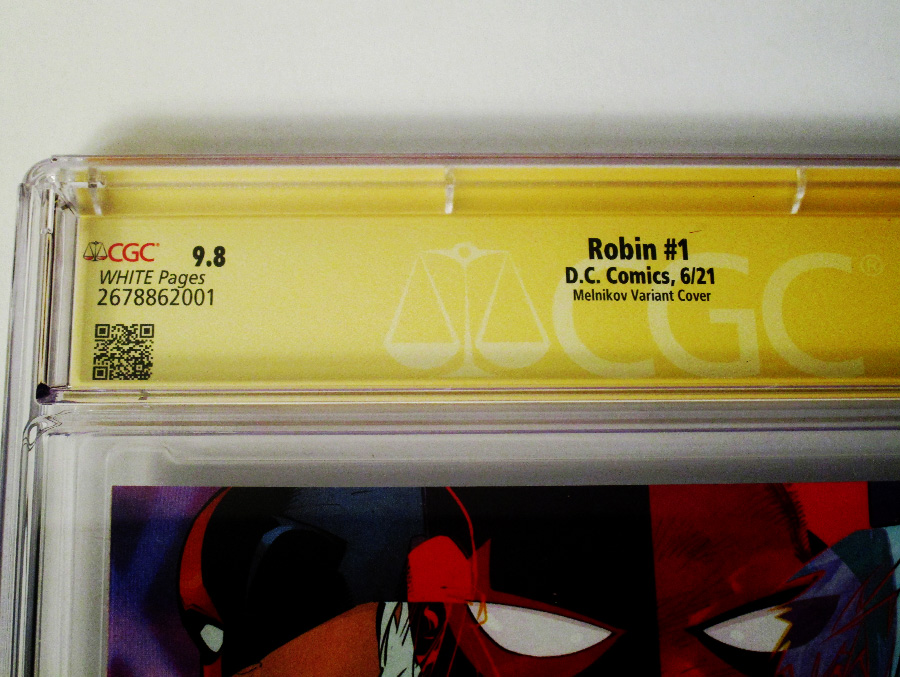 CGC® 9.8
WHITE Pages
2678862001
Robin #1
D.C. Comics, 6/21
Melnikov Variant Cover
CGC®